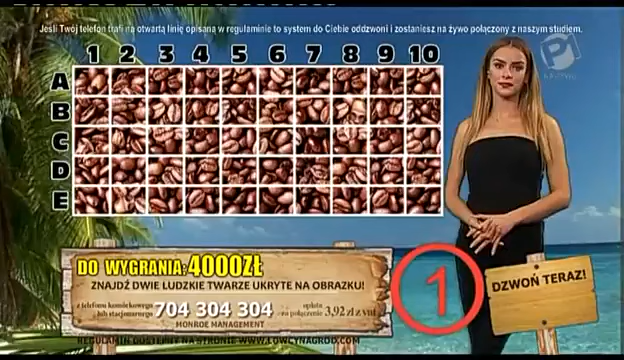 Jeśli Twój telefon trafi na otwartą linię opisaną w regulaminie to system do Ciebie oddzwoni i zostaniesz na żywo połączony z naszym studiem.
1 2 3 4 5 6 7 8 9 10
A
B
C
D
E
P
NA ŻYWO
DO WYGRANIA: 4000ZŁ
ZNAJDŹ DWIE LUDZKIE TWARZE UKRYTE NA OBRAZKU!
z telefonu komórkowego lub stacjonarnego 704 304 304 opłata za połączenie 3,92 zł z vat
MONROE MANAGEMENT
1
DZWOŃ TERAZ!
REGULAMIN DOSTĘPNY NA STRONIE WWW.LOWCYNAGROD.COM